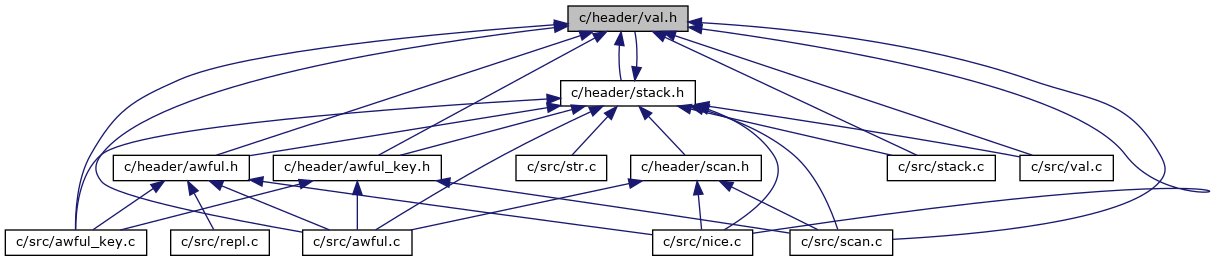 c/header/val.h
c/header/stack.h
c/header/awful.h
c/header/awful_key.h
c/src/str.c
c/header/scan.h
c/src/stack.c
c/src/val.c
c/src/awful_key.c
c/src/repl.c
c/src/awful.c
c/src/nice.c
c/src/scan.c